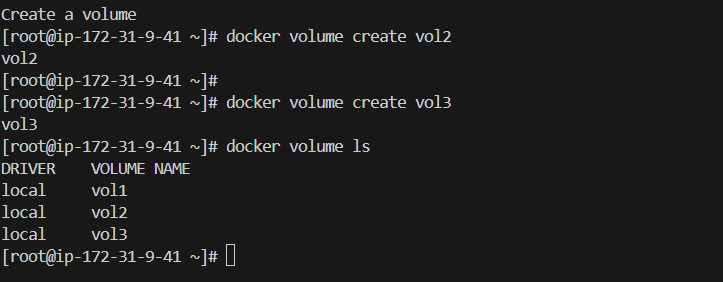 Create a volume
[root@ip-172-31-9-41 ~]# docker volume create vol2
vol2
[root@ip-172-31-9-41 ~]#
[root@ip-172-31-9-41 ~]# docker volume create vol3
vol3
[root@ip-172-31-9-41 ~]# docker volume ls
DRIVER    VOLUME NAME
local     vol1
local     vol2
local     vol3
[root@ip-172-31-9-41 ~]#